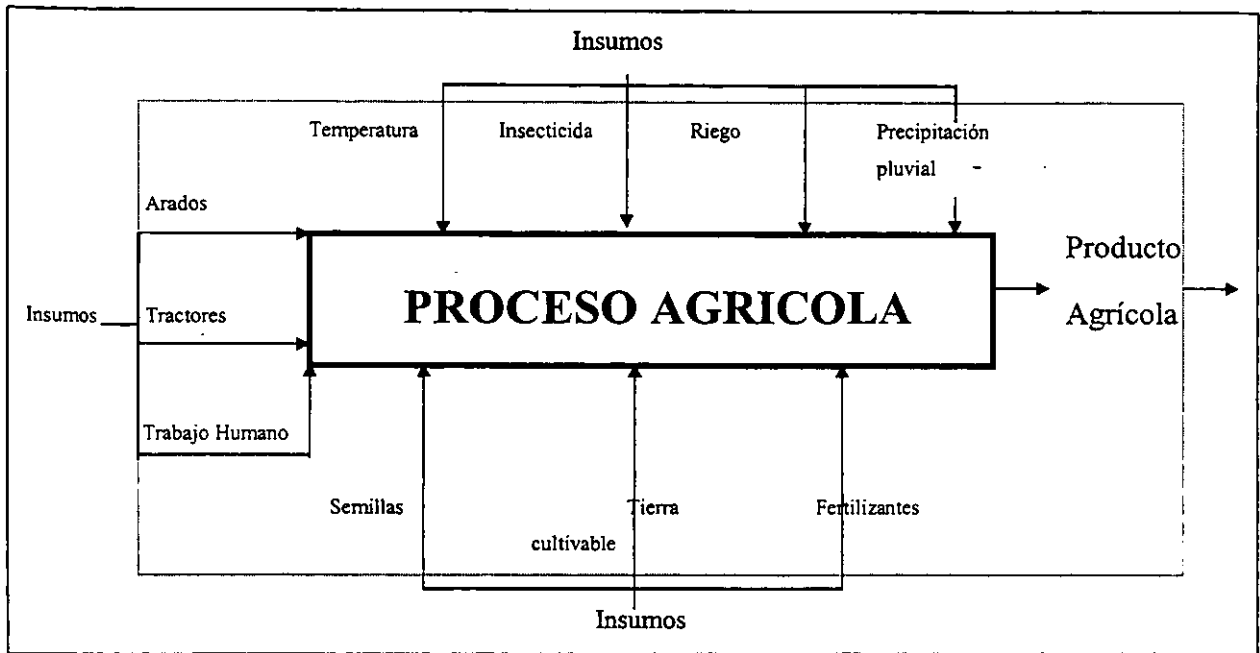 Insumos
Temperatura Insecticida Riego Precipitación
pluvial
Arados
Producto
PROCESO AGRICOLA
Insumos Tractores Agrícola
Trabajo Humano
Semillas Tierra Fertilizantes
cultívable
Insumos